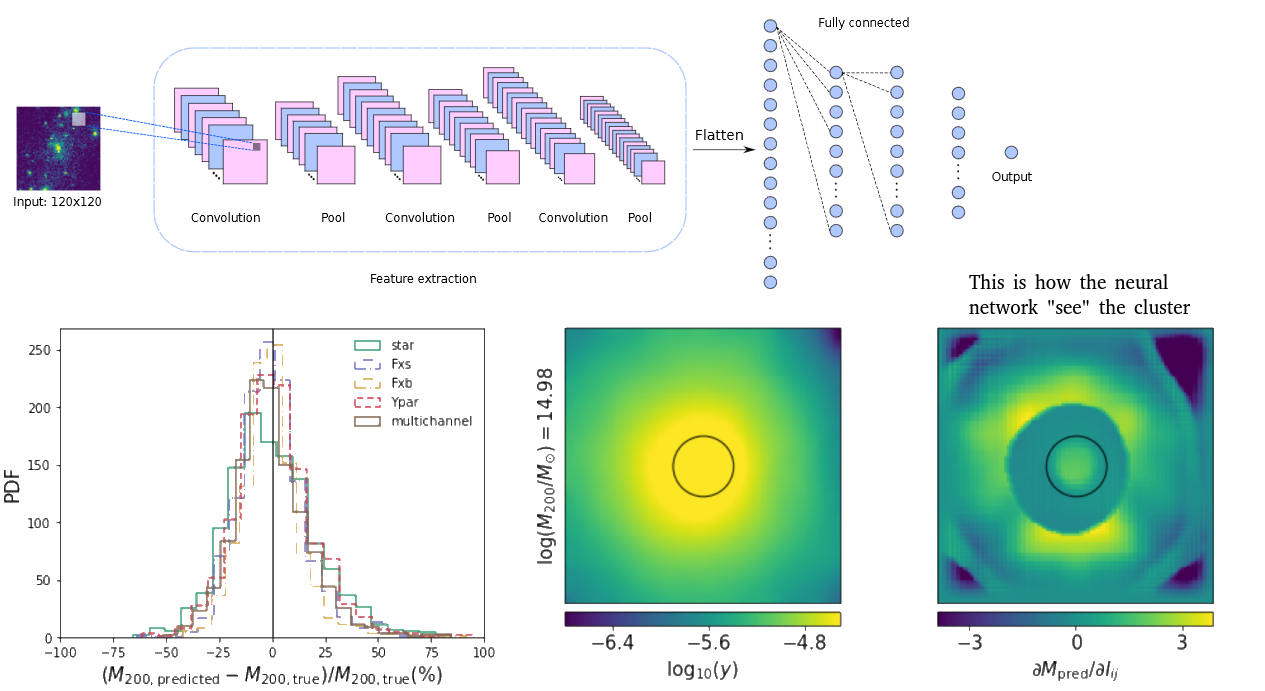 Fully connected
Flatten
Input: 120x120
Convolution
Pool
Convolution
Pool
Convolution
Pool
Output
Feature extraction
This is how the neural
network "see" the cluster
PDF
250
200
150
100
50
0
−100
−75
−50
−25
0
25
50
75
100
(M200, predicted − M200, true)/M200, true(%)
star
Fxs
Fxb
Ypar
multichannel
log(M200/M⊙) = 14.98
−6.4
−5.6
−4.8
log10(y)
−3
0
3
∂Mpred/∂Iij